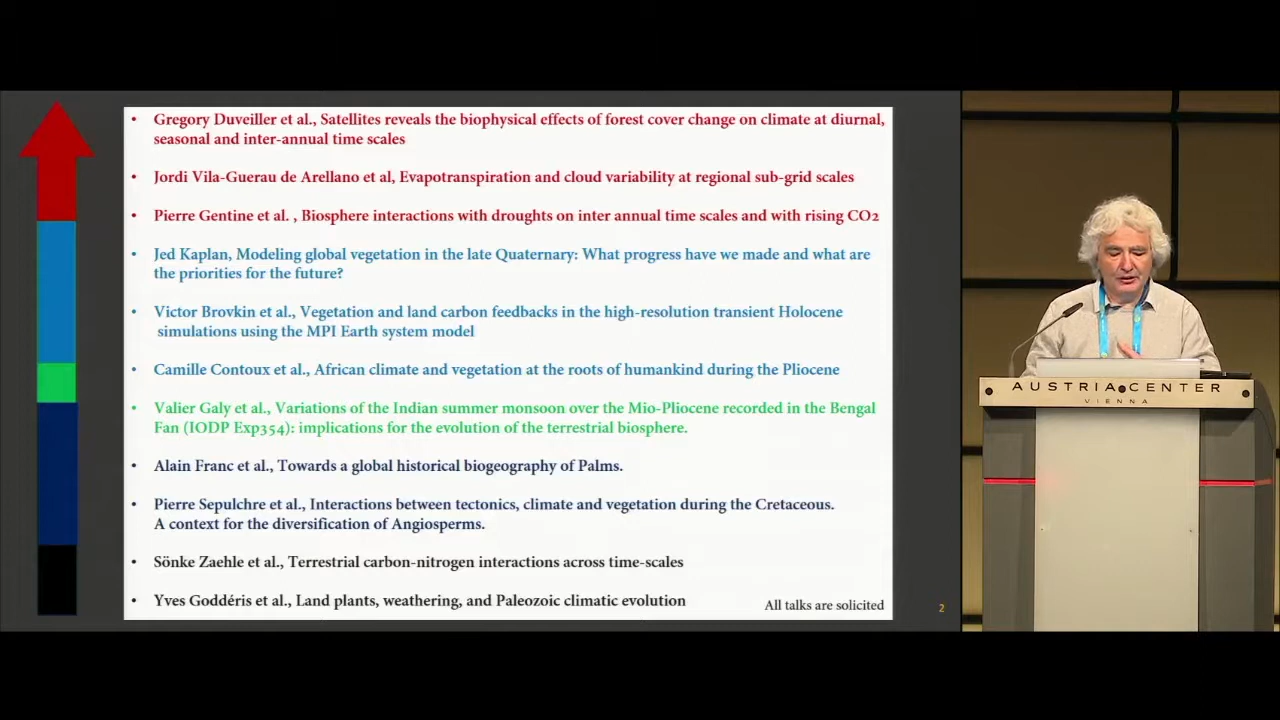 • Gregory Duveiller et al., Satellites reveals the biophysical effects of forest cover change on climate at diurnal,
seasonal and inter-annual time scales
• Jordi Vila-Guerau de Arellano et al, Evapotranspiration and cloud variability at regional sub-grid scales
• Pierre Gentine et al. , Biosphere interactions with droughts on inter annual time scales and with rising CO2
• Jed Kaplan, Modeling global vegetation in the late Quaternary: What progress have we made and what are
the priorities for the future?
• Victor Brovkin et al., Vegetation and land carbon feedbacks in the high-resolution transient Holocene
simulations using the MPI Earth system model
• Camille Contoux et al., African climate and vegetation at the roots of humankind during the Pliocene
• Valier Galy et al., Variations of the Indian summer monsoon over the Mio-Pliocene recorded in the Bengal
Fan (IODP Exp354): implications for the evolution of the terrestrial biosphere.
• Alain Franc et al., Towards a global historical biogeography of Palms.
• Pierre Sepulchre et al., Interactions between tectonics, climate and vegetation during the Cretaceous.
A context for the diversification of Angiosperms.
• Sönke Zaehle et al., Terrestrial carbon-nitrogen interactions across time-scales
• Yves Goddéris et al., Land plants, weathering, and Paleozoic climatic evolution
All talks are solicited
2
AUSTRIA CENTER
VIENNA